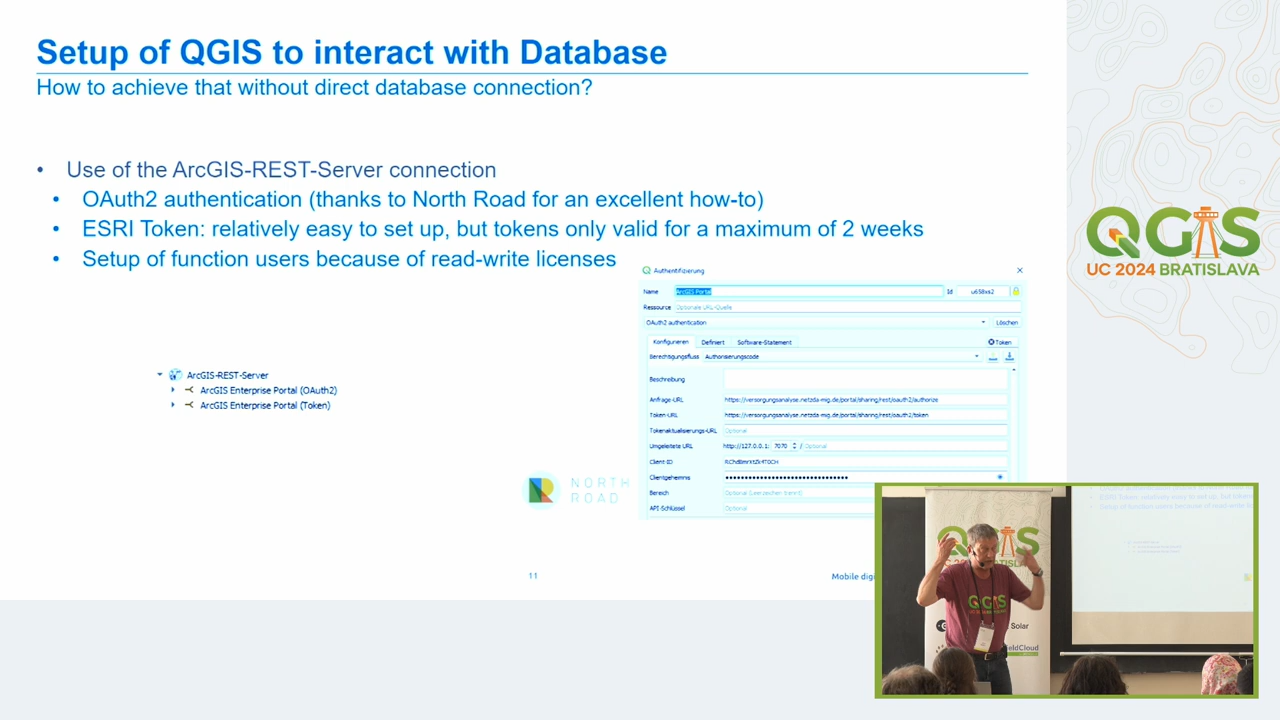 Setup of QGIS to interact with Database
How to achieve that without direct database connection?
• Use of the ArcGIS-REST-Server connection
• OAuth2 authentication (thanks to North Road for an excellent how-to)
• ESRI Token: relatively easy to set up, but tokens only valid for a maximum of 2 weeks
• Setup of function users because of read-write licenses
ArcGIS-REST-Server
ArcGIS Enterprise Portal (OAuth2)
ArcGIS Enterprise Portal (Token)
NORTH
ROAD
Authentifizierung
Name ArcGIS Portal Id
Ressource Optionale URL-Quelle
OAuth2 authentication Löschen
Konfigurieren Definiert Software-Statement Token
Berechtigungsfluss Authorisierungscode
Beschreibung
Anfrage-URL https://versorgungsanalyse.netzda-mig.de/portal/sharing/rest/oauth2/authorize
Token-URL https://versorgungsanalyse.netzda-mig.de/portal/sharing/rest/oauth2/token
Tokenaktualisierungs-URL Optional
Umgeleitete URL http://127.0.0.1: 7070 / Optional
Client-ID
Clientgeheimnis
Bereich Optional (Leerzeichen trennt)
API-Schlüssel Optional
11
Mobile
QGIS
UC 2024 BRATISLAVA
QGIS
QGIS
Solar